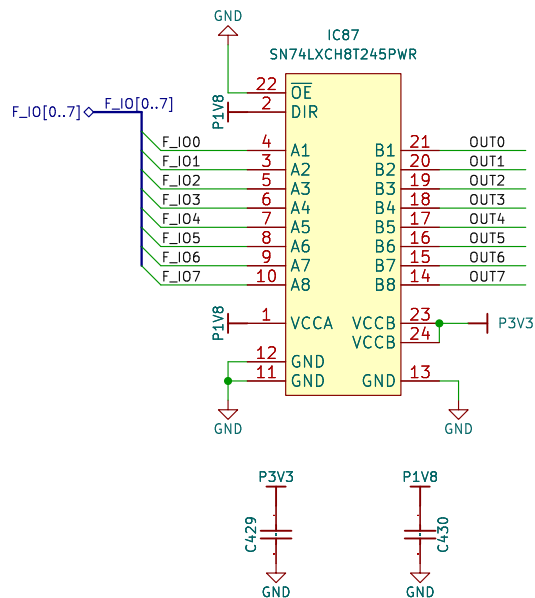 GND
IC87
SN74LXCH8T245PWR
22 OE
P1V8 2 DIR
F_IO[0..7] F_IO[0..7]
F_IO0 4 A1 B1 21 OUT0
F_IO1 3 A2 B2 20 OUT1
F_IO2 5 A3 B3 19 OUT2
F_IO3 6 A4 B4 18 OUT3
F_IO4 7 A5 B5 17 OUT4
F_IO5 8 A6 B6 16 OUT5
F_IO6 9 A7 B7 15 OUT6
F_IO7 10 A8 B8 14 OUT7
P1V8 1 VCCA VCCB 23 P3V3
VCCB 24
12 GND
11 GND GND 13
GND GND
P3V3 P1V8
C429 C430
GND GND